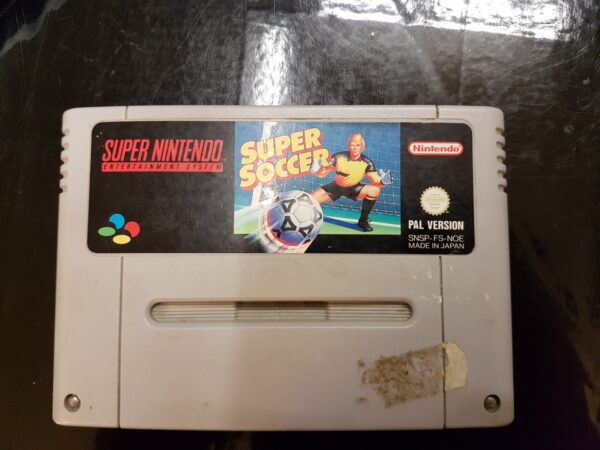 SUPER NINTENDO
ENTERTAINMENT SYSTEM
SUPER
SOCCER
Nintendo
PAL VERSION
SNSP-FS-NOE
MADE IN JAPAN